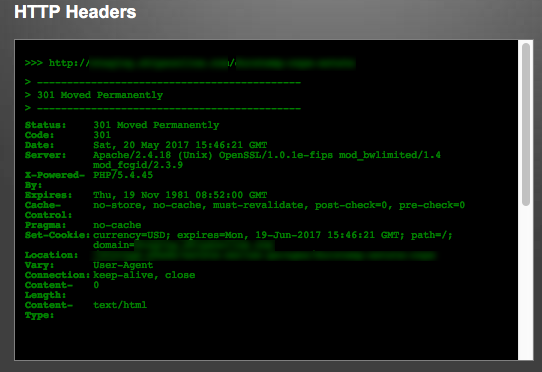 HTTP Headers
>>> http://
> --------------------------------------------
> 301 Moved Permanently
> --------------------------------------------
Status: 301 Moved Permanently
Code: 301
Date: Sat, 20 May 2017 15:46:21 GMT
Server: Apache/2.4.18 (Unix) OpenSSL/1.0.1e-fips mod_bwlimited/1.4
mod_fcgid/2.3.9
X-Powered- PHP/5.4.45
By:
Expires: Thu, 19 Nov 1981 08:52:00 GMT
Cache- no-store, no-cache, must-revalidate, post-check=0, pre-check=0
Control:
Pragma: no-cache
Set-Cookie: currency=USD; expires=Mon, 19-Jun-2017 15:46:21 GMT; path=/;
domain=
Location:
Vary: User-Agent
Connection: keep-alive, close
Content- 0
Length:
Content- text/html
Type: